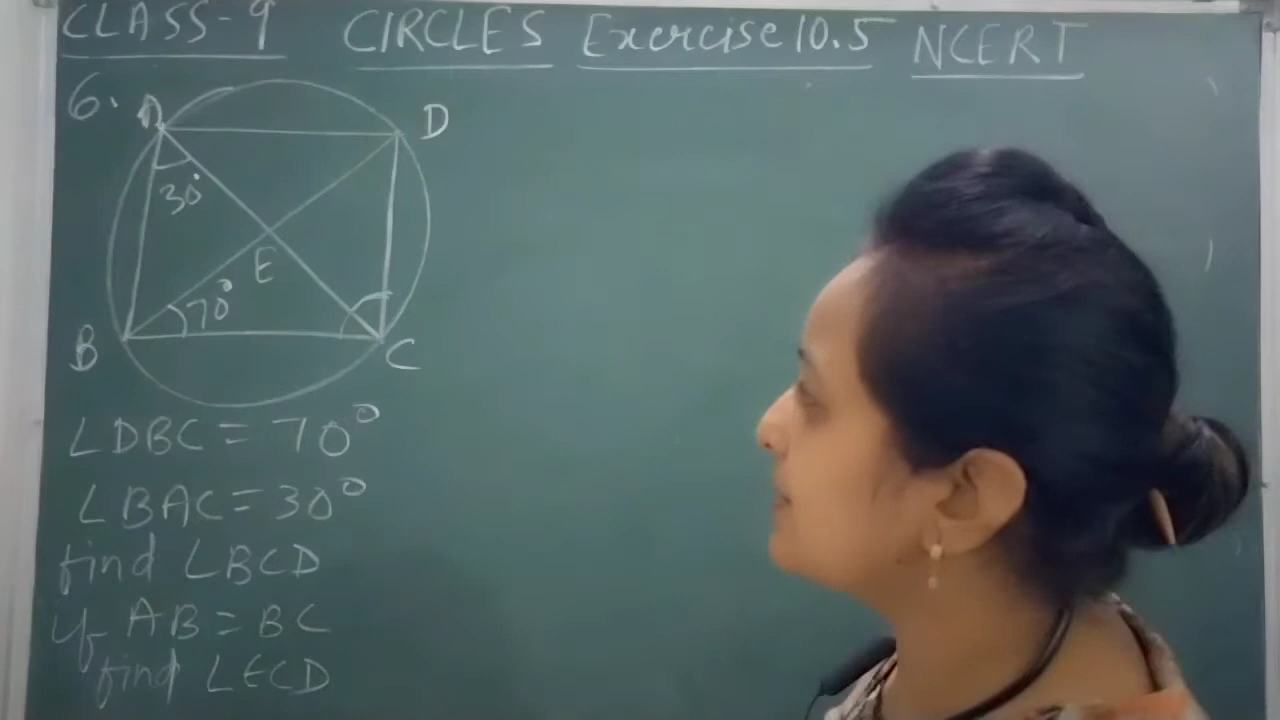 CLASS-9 CIRCLES Exercise 10.5 NCERT
6.
A D
30°
E
70°
B C
∠DBC = 70°
∠BAC = 30°
find ∠BCD
if AB = BC
find ∠ECD